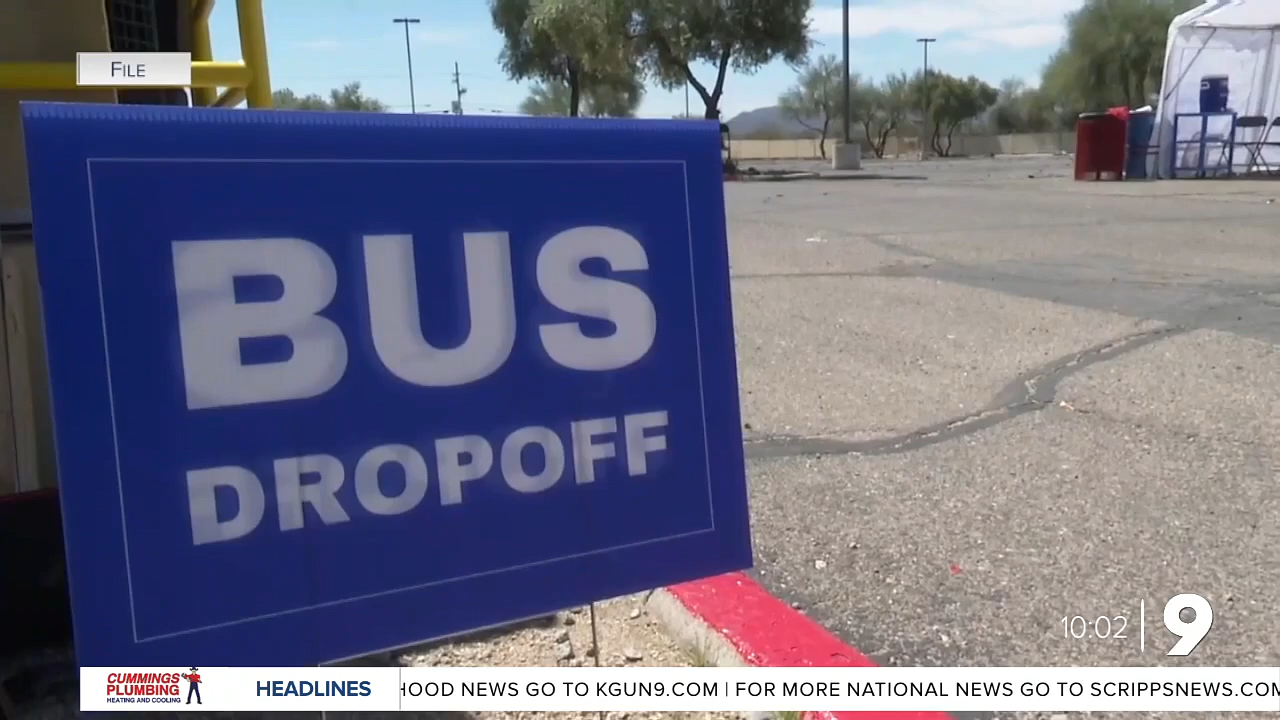 FILE
BUS
DROPOFF
10:02
9
CUMMINGS
PLUMBING
HEATING AND COOLING
HEADLINES
HOOD NEWS GO TO KGUN9.COM | FOR MORE NATIONAL NEWS GO TO SCRIPPSNEWS.COM